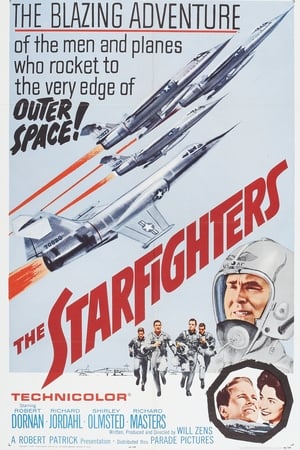 THE BLAZING ADVENTURE
of the men and planes
who rocket to
the very edge of
OUTER
SPACE!
THE STARFIGHTERS
TECHNICOLOR®
Starring
ROBERT DORNAN
RICHARD JORDAHL
SHIRLEY OLMSTED
RICHARD MASTERS
Written, Produced and Directed by WILL ZENS
A ROBERT PATRICK Presentation · Distributed thru PARADE PICTURES